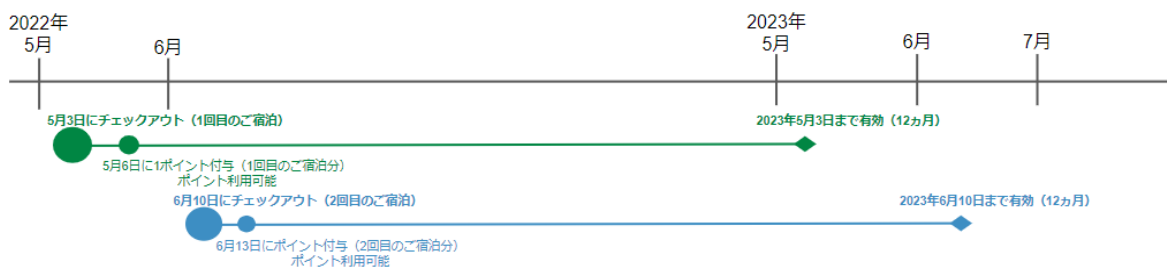 2022年
5月
6月
2023年
5月
6月
7月
5月3日にチェックアウト（1回目のご宿泊）
2023年5月3日まで有効（12ヵ月）
5月6日に1ポイント付与（1回目のご宿泊分）
ポイント利用可能
6月10日にチェックアウト（2回目のご宿泊）
2023年6月10日まで有効（12ヵ月）
6月13日にポイント付与（2回目のご宿泊分）
ポイント利用可能